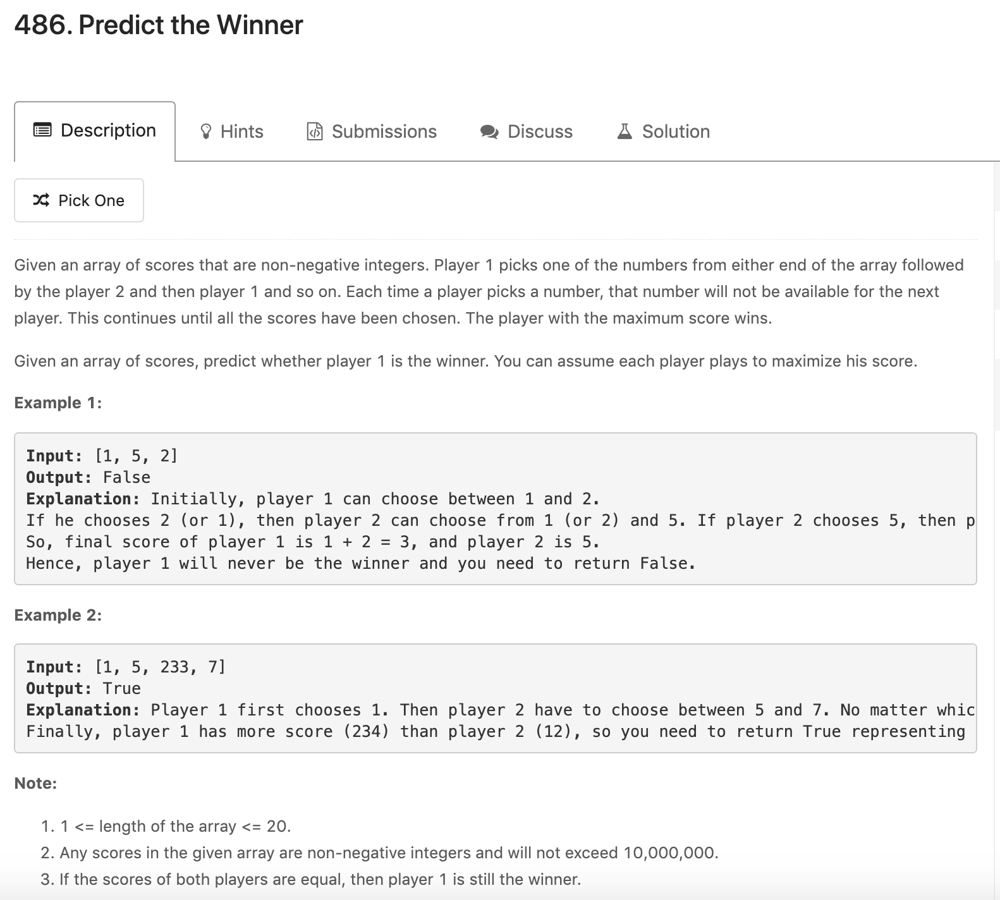 486. Predict the Winner
Description
Hints
Submissions
Discuss
Solution
Pick One
Given an array of scores that are non-negative integers. Player 1 picks one of the numbers from either end of the array followed
by the player 2 and then player 1 and so on. Each time a player picks a number, that number will not be available for the next
player. This continues until all the scores have been chosen. The player with the maximum score wins.
Given an array of scores, predict whether player 1 is the winner. You can assume each player plays to maximize his score.
Example 1:
Input: [1, 5, 2]
Output: False
Explanation: Initially, player 1 can choose between 1 and 2.
If he chooses 2 (or 1), then player 2 can choose from 1 (or 2) and 5. If player 2 chooses 5, then p
So, final score of player 1 is 1 + 2 = 3, and player 2 is 5.
Hence, player 1 will never be the winner and you need to return False.
Example 2:
Input: [1, 5, 233, 7]
Output: True
Explanation: Player 1 first chooses 1. Then player 2 have to choose between 5 and 7. No matter whic
Finally, player 1 has more score (234) than player 2 (12), so you need to return True representing
Note:
1. 1 <= length of the array <= 20.
2. Any scores in the given array are non-negative integers and will not exceed 10,000,000.
3. If the scores of both players are equal, then player 1 is still the winner.